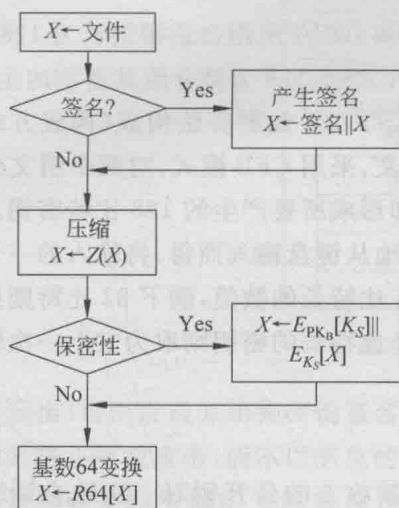 X←文件
签名?
Yes
产生签名
X←签名||X
No
压缩
X←Z(X)
保密性
Yes
X←E_{PK_B}[K_S]||
E_{K_S}[X]
No
基数64变换
X←R64[X]